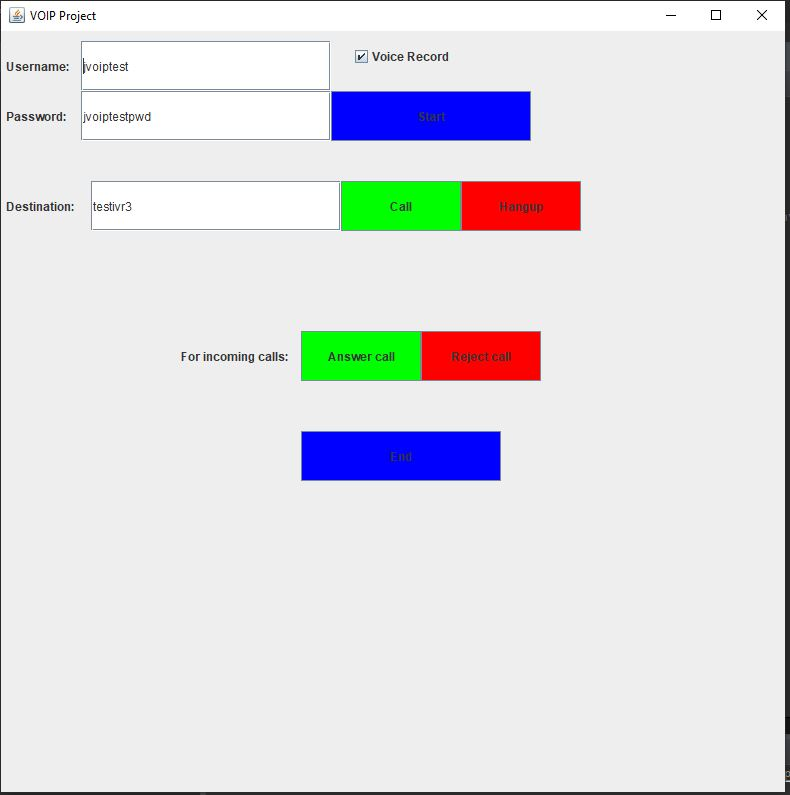 VOIP Project
Username: jvoiptest
Voice Record
Password: jvoiptestpwd Start
Destination: testivr3 Call Hangup
For incoming calls: Answer call Reject call
End